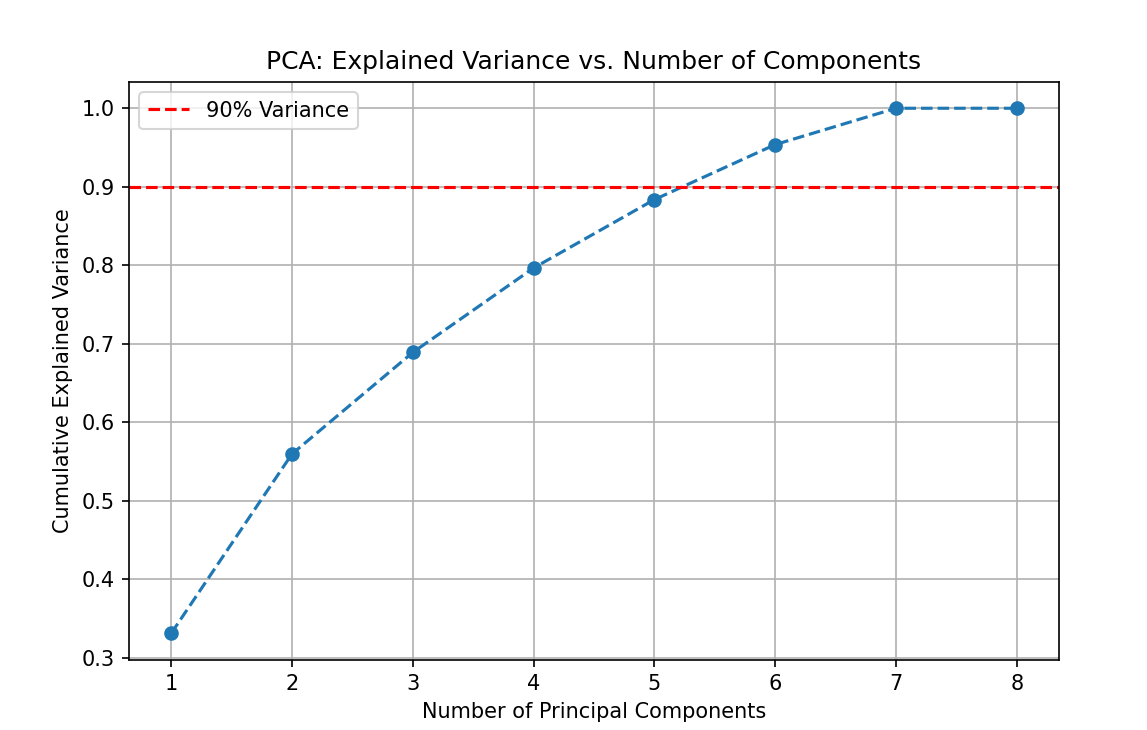 PCA: Explained Variance vs. Number of Components
90% Variance
Cumulative Explained Variance
1.0
0.9
0.8
0.7
0.6
0.5
0.4
0.3
1 2 3 4 5 6 7 8
Number of Principal Components